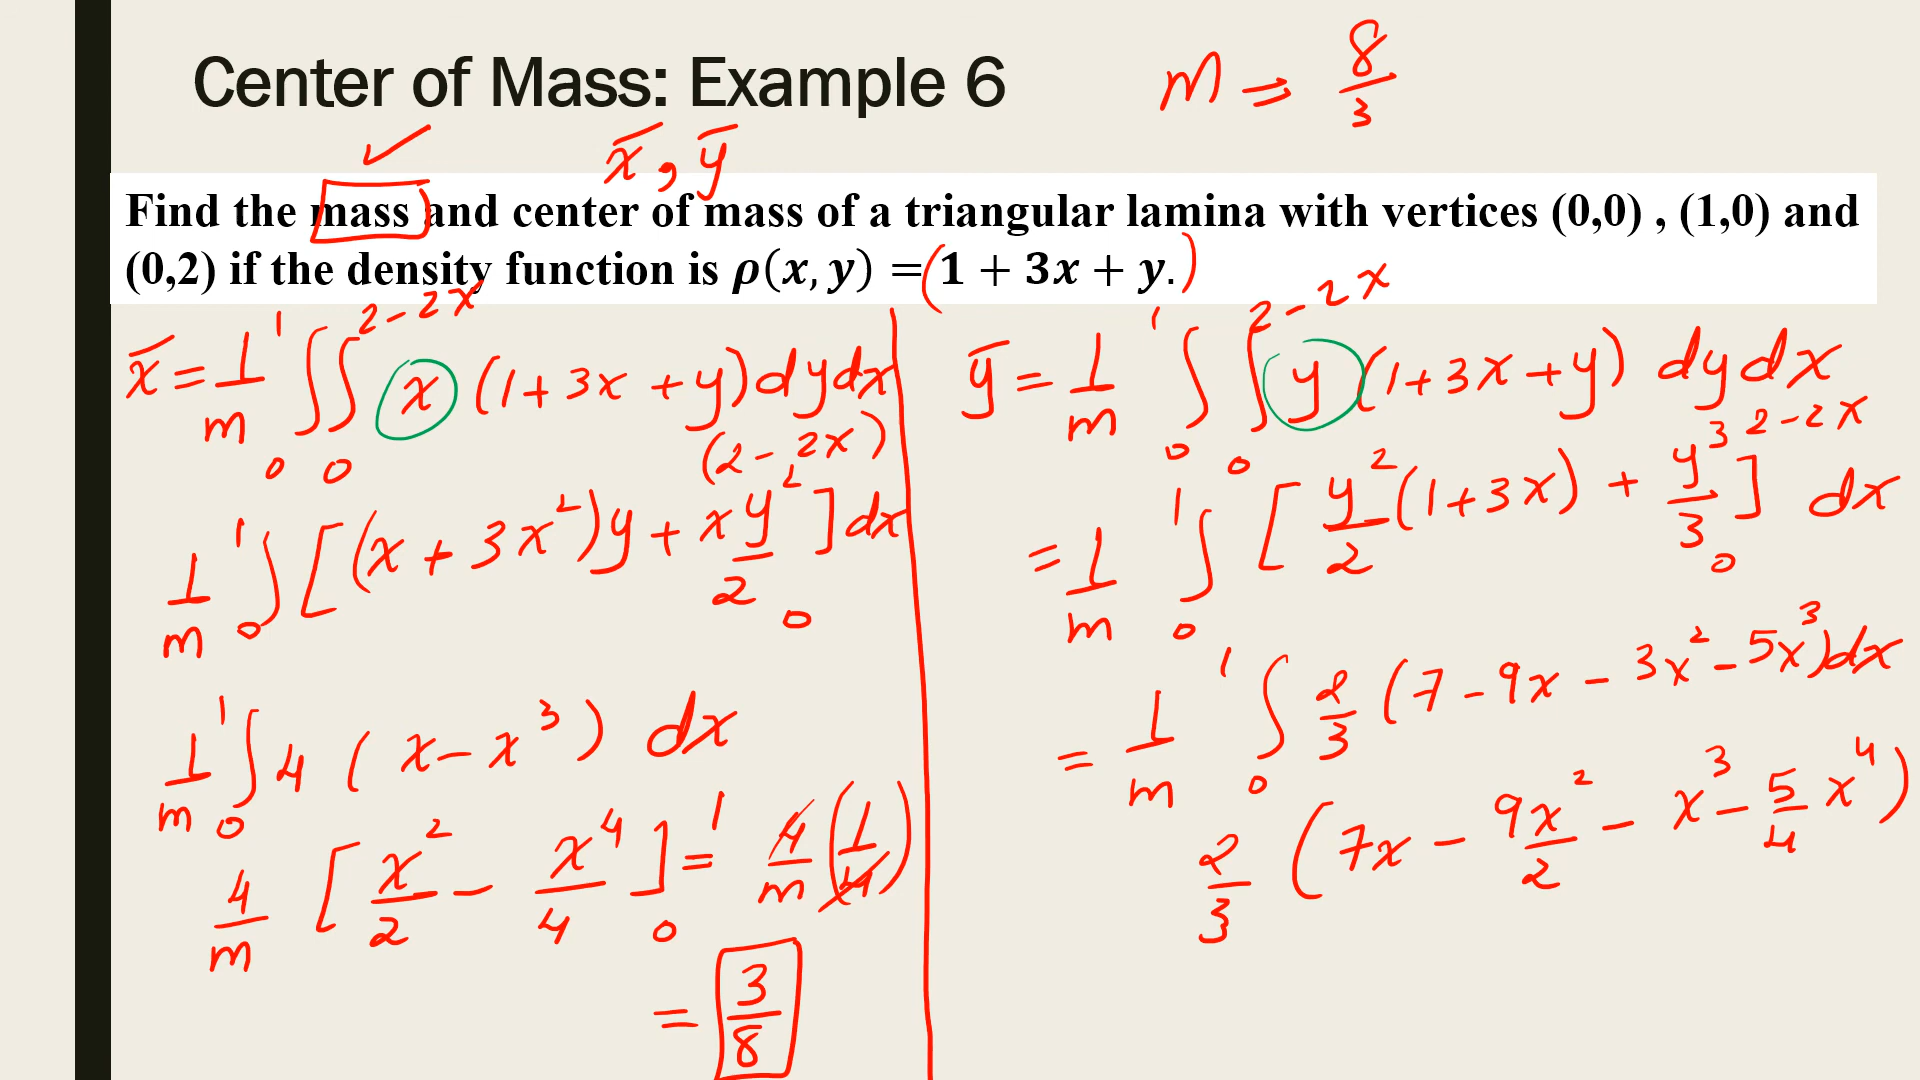 Center of Mass: Example 6
m = 8/3
x̅ , y̅
Find the mass and center of mass of a triangular lamina with vertices (0,0) , (1,0) and
(0,2) if the density function is ρ(x, y) = (1 + 3x + y.)
x̅ = 1/m ∫₀¹ ∫₀^(2-2x) x (1+3x+y) dy dx
1/m ∫₀¹ [(x + 3x²)y + xy²/2]₀^(2-2x) dx
1/m ∫₀¹ 4 (x - x³) dx
4/m [x²/2 - x⁴/4]₀¹ = 4/m (1/4)
= 3/8
y̅ = 1/m ∫₀¹ ∫₀^(2-2x) y (1+3x+y) dy dx
= 1/m ∫₀¹ [y²/2 (1+3x) + y³/3]₀^(2-2x) dx
= 1/m ∫₀¹ 2/3 (7 - 9x - 3x² - 5x³) dx
2/3 (7x - 9x²/2 - x³ - 5/4 x⁴)